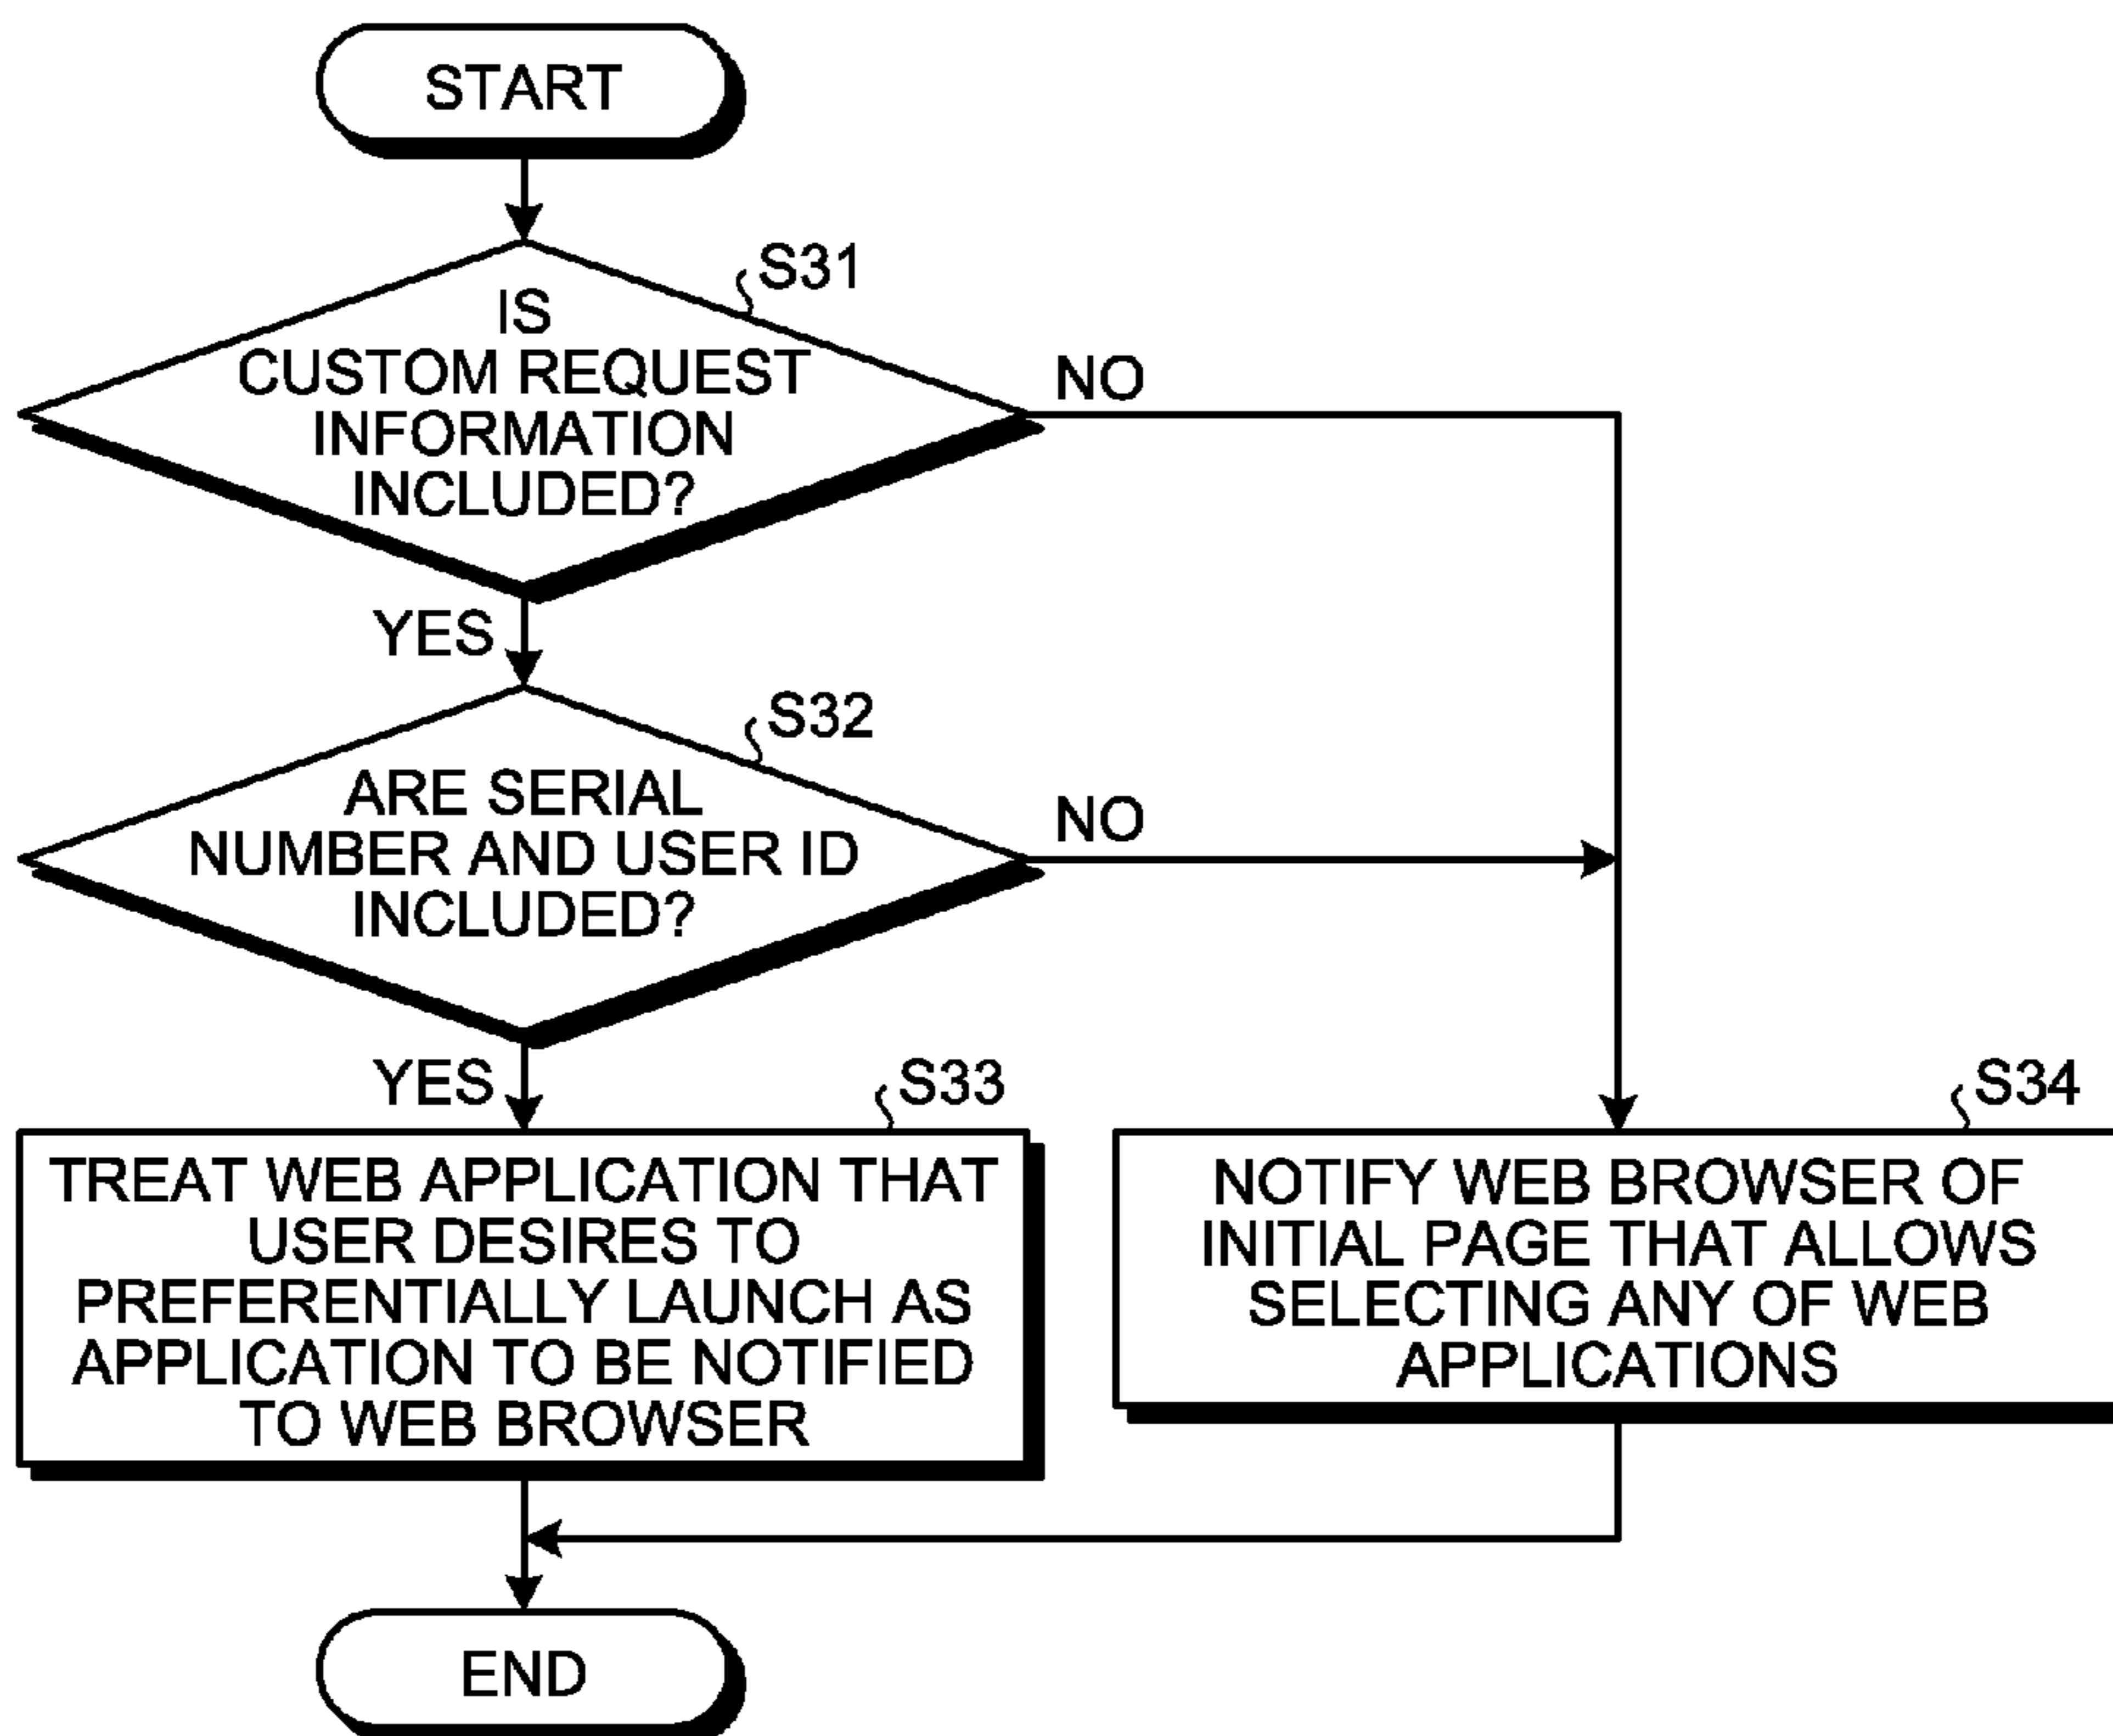 START
S31
IS
CUSTOM REQUEST
INFORMATION
INCLUDED?
NO
YES
S32
ARE SERIAL
NUMBER AND USER ID
INCLUDED?
NO
YES
S33
TREAT WEB APPLICATION THAT
USER DESIRES TO
PREFERENTIALLY LAUNCH AS
APPLICATION TO BE NOTIFIED
TO WEB BROWSER
S34
NOTIFY WEB BROWSER OF
INITIAL PAGE THAT ALLOWS
SELECTING ANY OF WEB
APPLICATIONS
END